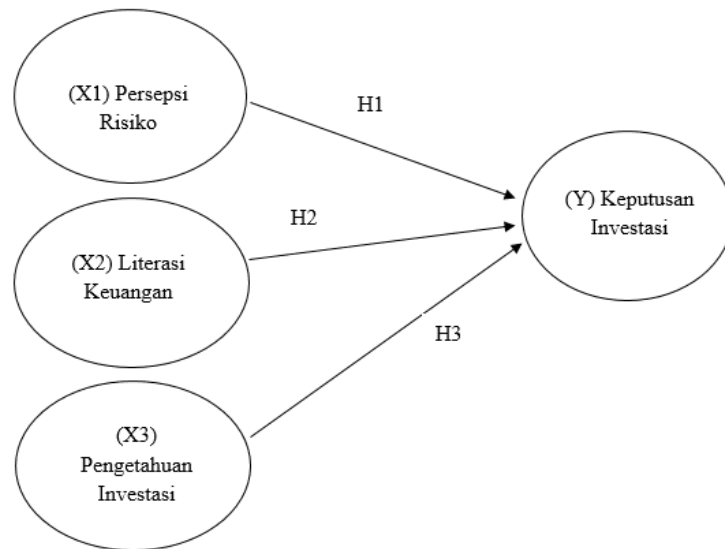 (X1) Persepsi
Risiko
H1
(X2) Literasi
Keuangan
H2
(X3)
Pengetahuan
Investasi
H3
(Y) Keputusan
Investasi